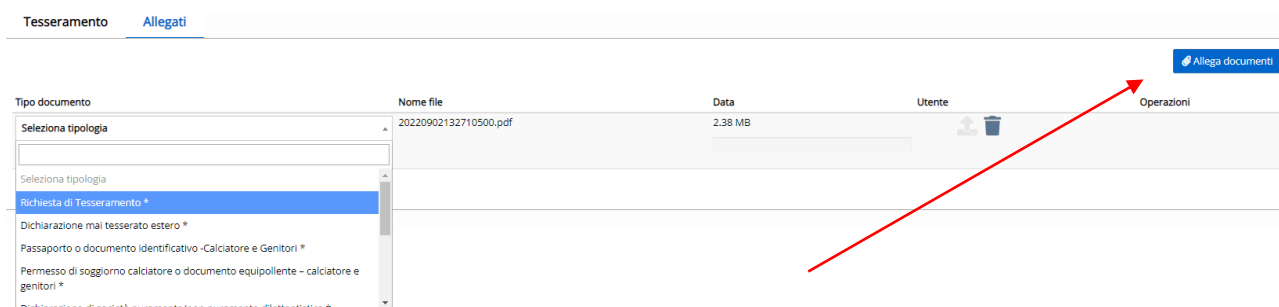 Tesseramento Allegati
Allega documenti
Tipo documento Nome file Data Utente Operazioni
Seleziona tipologia 20220902132710500.pdf 2.38 MB
Seleziona tipologia
Richiesta di Tesseramento *
Dichiarazione mai tesserato estero *
Passaporto o documento identificativo -Calciatore e Genitori *
Permesso di soggiorno calciatore o documento equipollente – calciatore e
genitori *